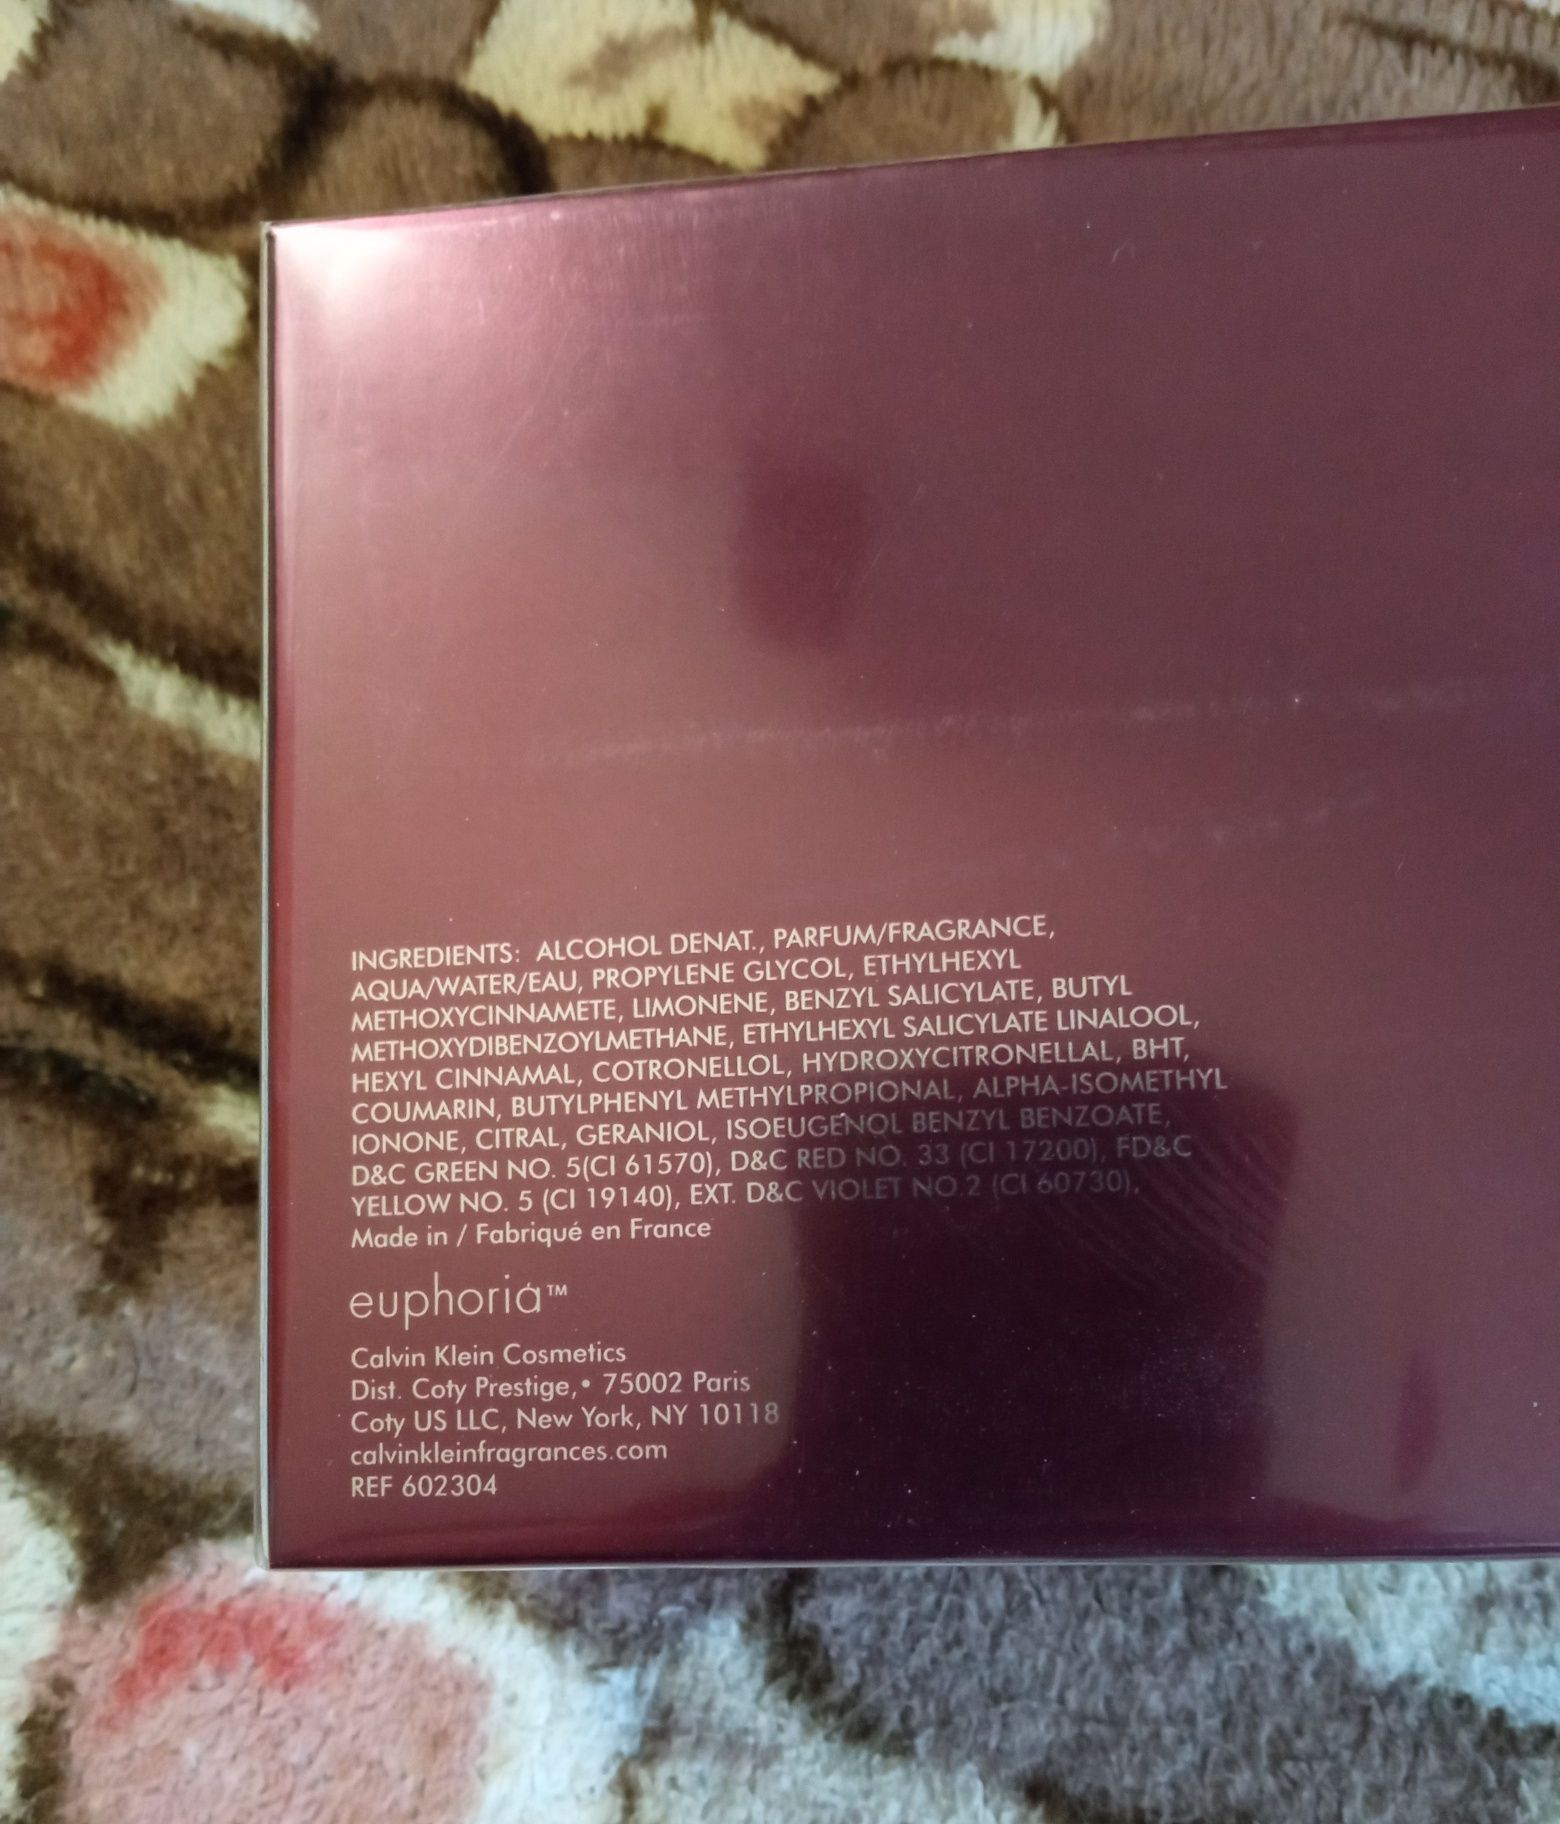 INGREDIENTS: ALCOHOL DENAT., PARFUM/FRAGRANCE,
AQUA/WATER/EAU, PROPYLENE GLYCOL, ETHYLHEXYL
METHOXYCINNAMETE, LIMONENE, BENZYL SALICYLATE, BUTYL
METHOXYDIBENZOYLMETHANE, ETHYLHEXYL SALICYLATE LINALOOL,
HEXYL CINNAMAL, COTRONELLOL, HYDROXYCITRONELLAL, BHT,
COUMARIN, BUTYLPHENYL METHYLPROPIONAL, ALPHA-ISOMETHYL
IONONE, CITRAL, GERANIOL, ISOEUGENOL BENZYL BENZOATE,
D&C GREEN NO. 5(CI 61570), D&C RED NO. 33 (CI 17200), FD&C
YELLOW NO. 5 (CI 19140), EXT. D&C VIOLET NO.2 (CI 60730).
Made in / Fabriqué en France
euphoria™
Calvin Klein Cosmetics
Dist. Coty Prestige,• 75002 Paris
Coty US LLC, New York, NY 10118
calvinkleinfragrances.com
REF 602304